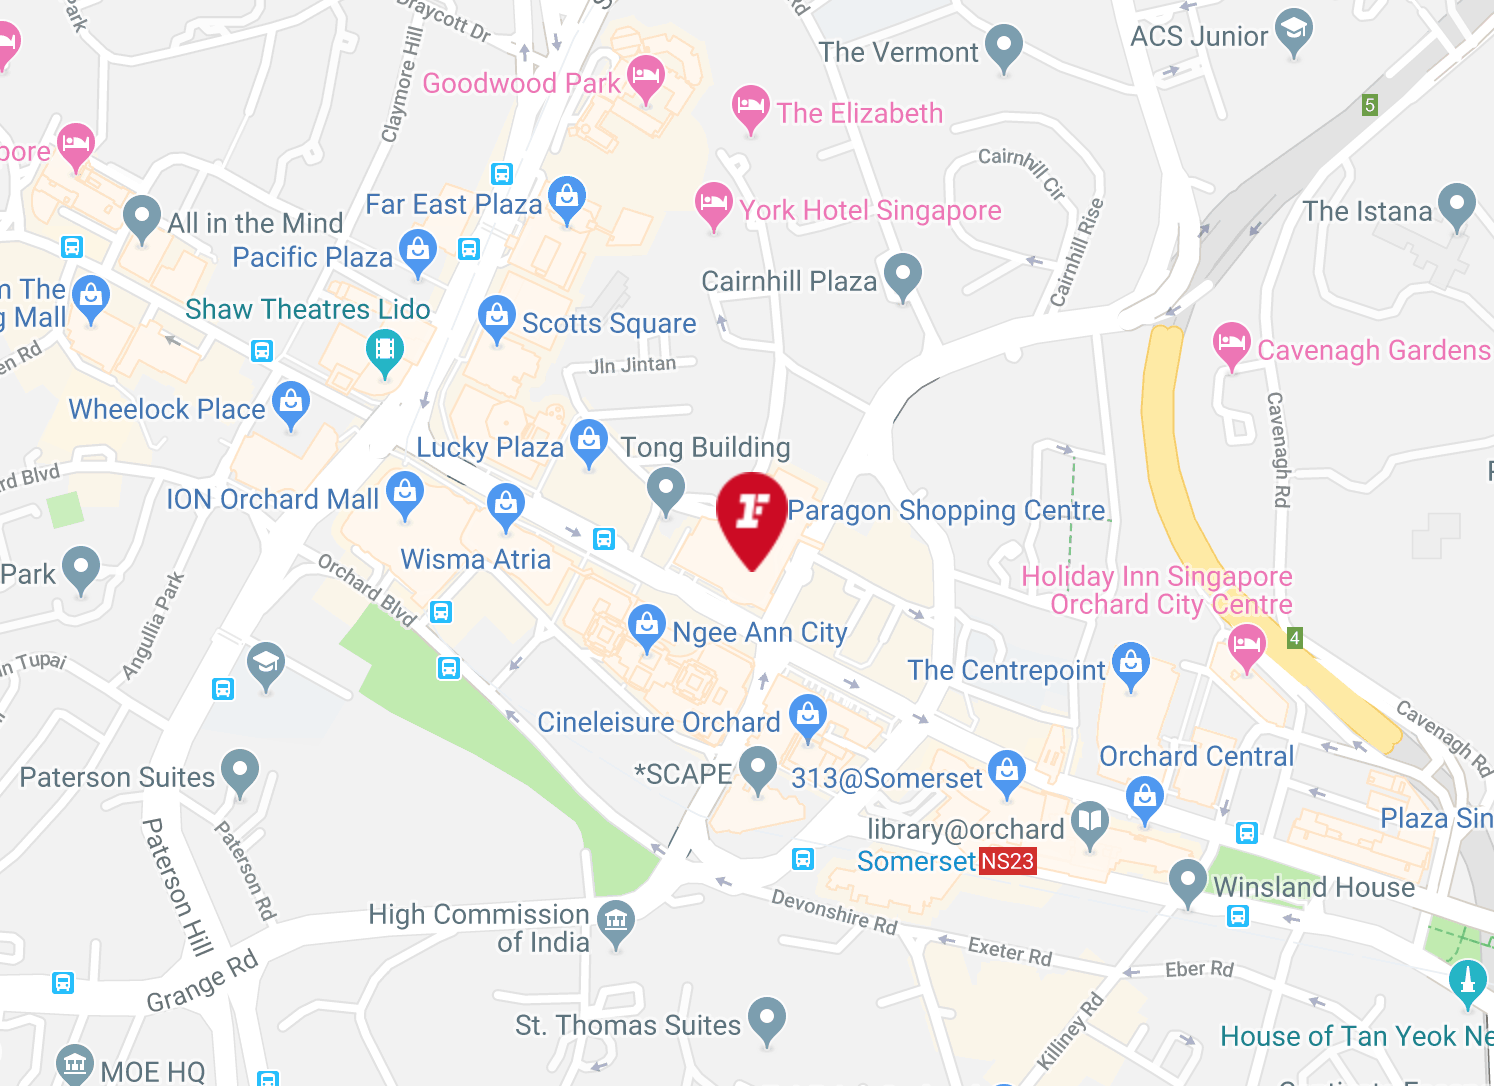 Park
Draycott Dr
Claymore Hill
Rd
The Vermont
ACS Junior
Goodwood Park
The Elizabeth
5
pore
Cairnhill Cir
Far East Plaza
York Hotel Singapore
The Istana
All in the Mind
Pacific Plaza
Cairnhill Rise
Cairnhill Plaza
m The
g Mall
Shaw Theatres Lido
Scotts Square
en Rd
Jln Jintan
Cavenagh Gardens
Wheelock Place
Cavenagh Rd
Lucky Plaza
Tong Building
rd Blvd
ION Orchard Mall
F
Paragon Shopping Centre
Wisma Atria
Park
Orchard Blvd
Holiday Inn Singapore
Orchard City Centre
Angullia Park
Ngee Ann City
4
n Tupai
The Centrepoint
Cineleisure Orchard
Cavenagh Rd
Orchard Central
Paterson Suites
*SCAPE
313@Somerset
Plaza Sin
library@orchard
Paterson Hill
Paterson Rd
Somerset NS23
Winsland House
High Commission
of India
Devonshire Rd
Exeter Rd
Eber Rd
Grange Rd
St. Thomas Suites
Killiney Rd
House of Tan Yeok Ne
MOE HQ